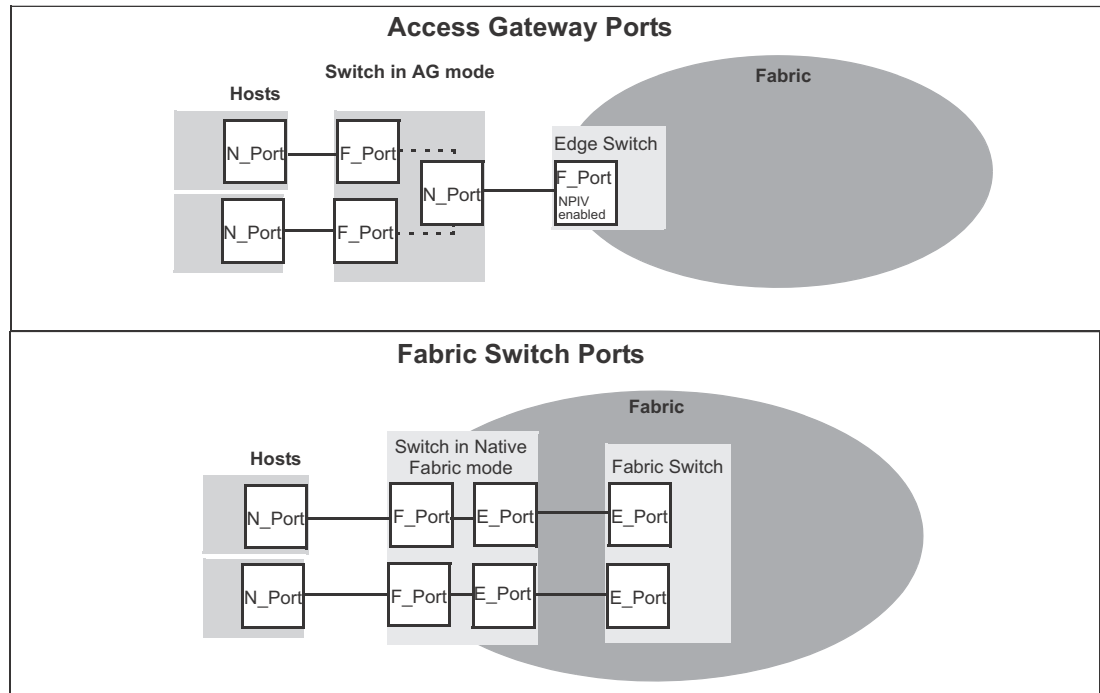 Access Gateway Ports
Switch in AG mode
Fabric
Hosts
Edge Switch
N_Port
F_Port
N_Port
F_Port
NPIV
enabled
N_Port
F_Port
Fabric Switch Ports
Fabric
Switch in Native
Fabric mode
Hosts
Fabric Switch
N_Port
F_Port
E_Port
E_Port
N_Port
F_Port
E_Port
E_Port